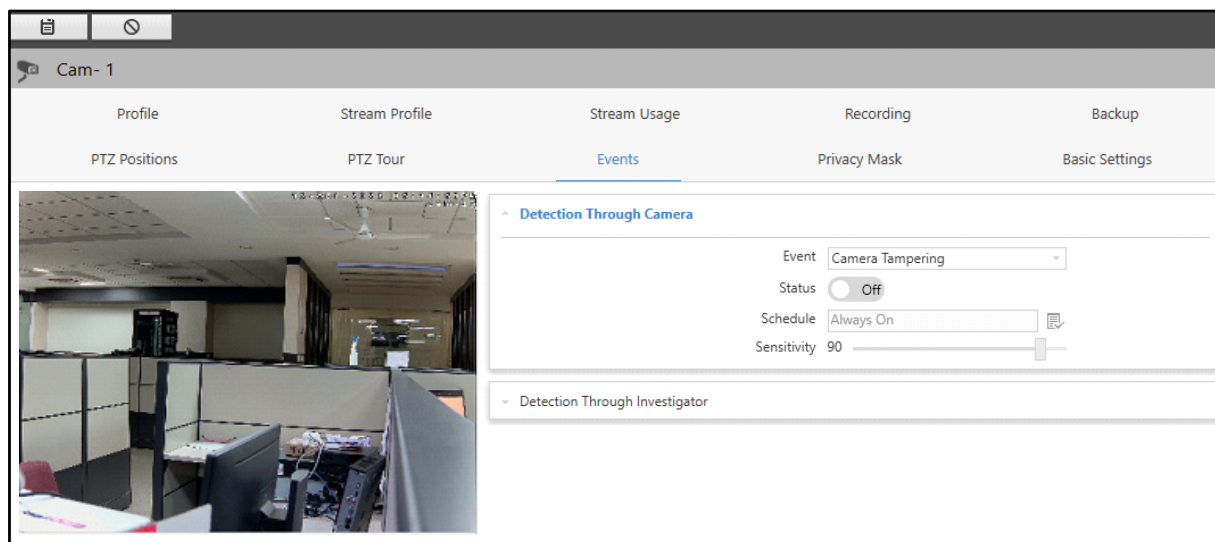 Cam- 1
Profile Stream Profile Stream Usage Recording Backup
PTZ Positions PTZ Tour Events Privacy Mask Basic Settings
Detection Through Camera
Event Camera Tampering
Status Off
Schedule Always On
Sensitivity 90
Detection Through Investigator